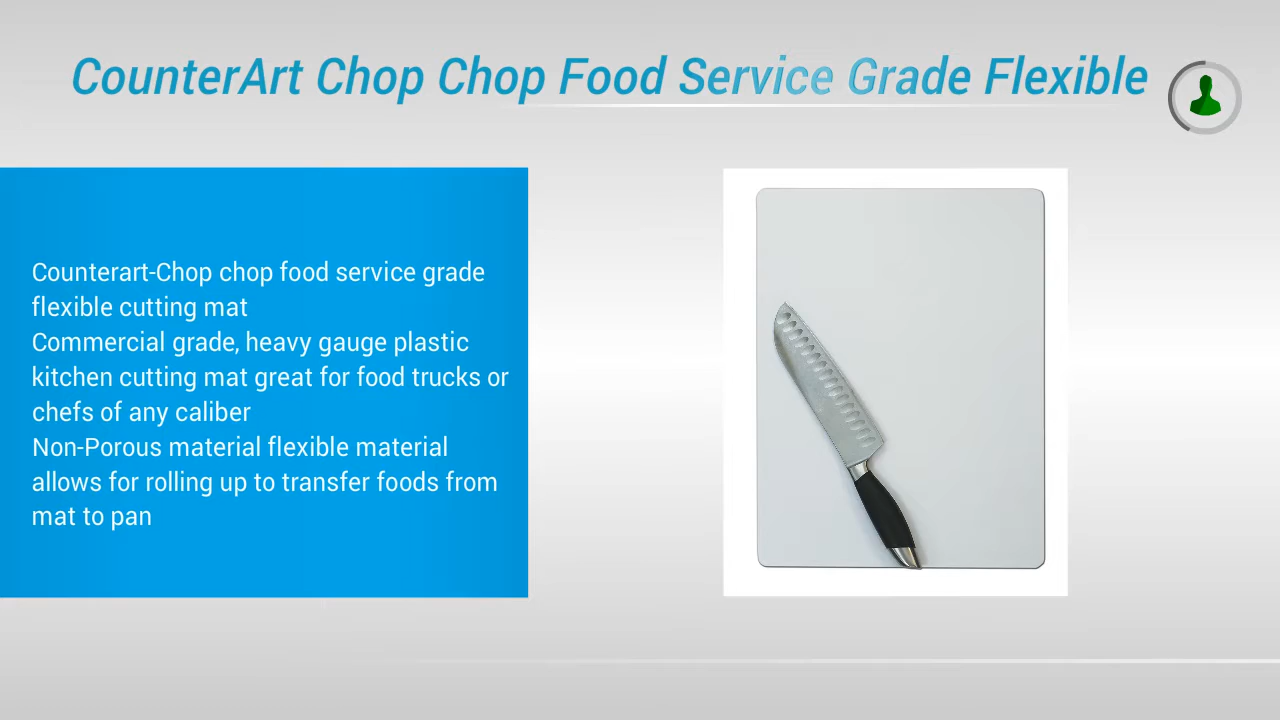 CounterArt Chop Chop Food Service Grade Flexible
Counterart-Chop chop food service grade
flexible cutting mat
Commercial grade, heavy gauge plastic
kitchen cutting mat great for food trucks or
chefs of any caliber
Non-Porous material flexible material
allows for rolling up to transfer foods from
mat to pan